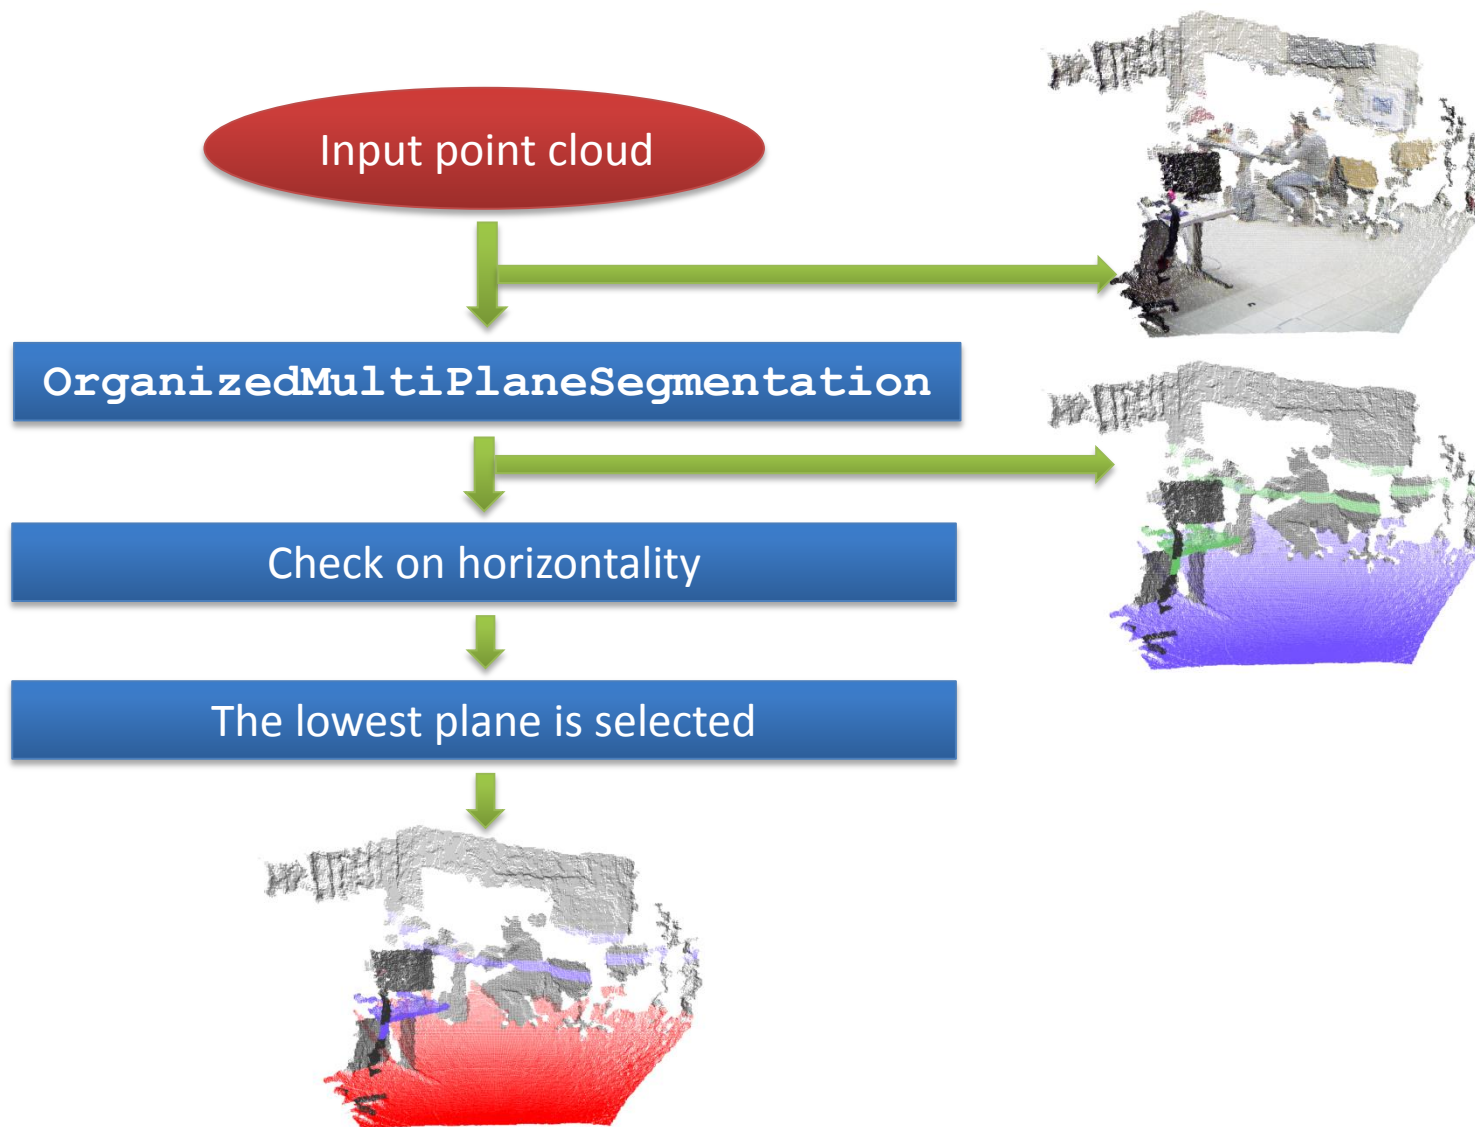 Input point cloud
OrganizedMultiPlaneSegmentation
Check on horizontality
The lowest plane is selected